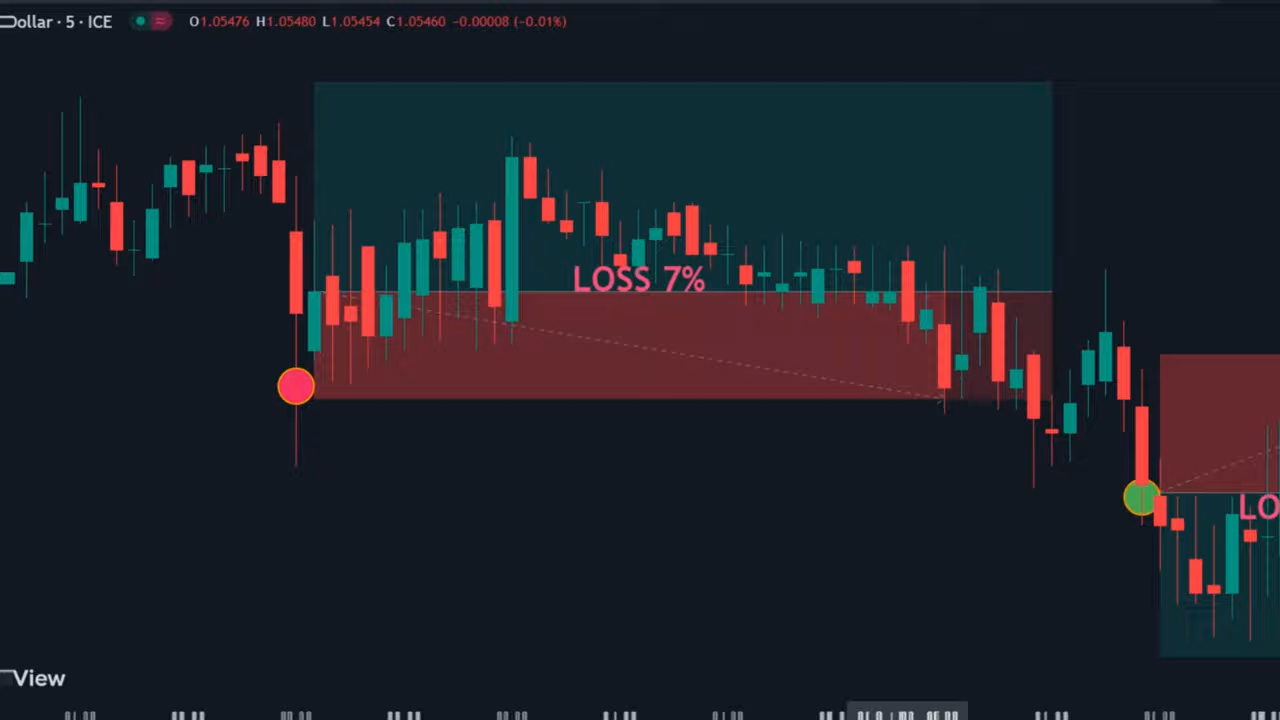 Dollar · 5 · ICE O1.05476 H1.05480 L1.05454 C1.05460 −0.00008 (−0.01%)
LOSS 7%
LO
View